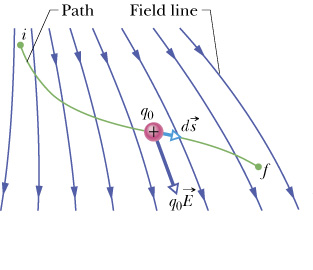 Path Field line
i
q₀
+
ds⃗
q₀E⃗
f